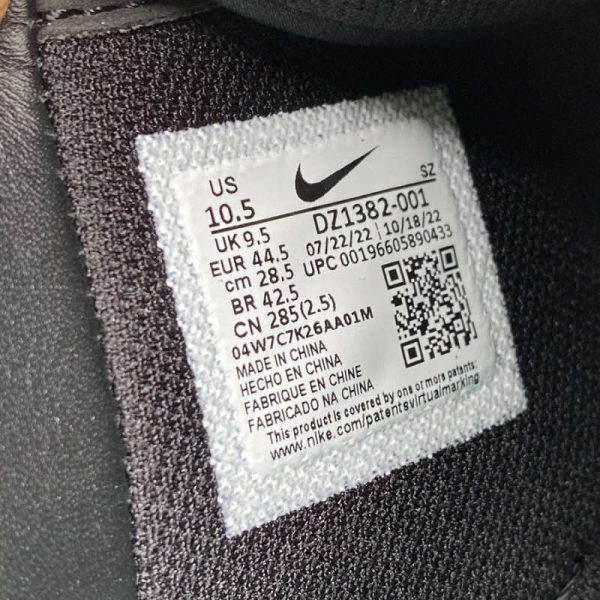 US
10.5
UK 9.5
EUR 44.5
cm 28.5
BR 42.5
CN 285(2.5)
04W7C7K26AA01M
MADE IN CHINA
HECHO EN CHINA
FABRIQUE EN CHINE
FABRICADO NA CHINA
SZ
DZ1382-001
07/22/22 | 10/18/22
UPC 00196605890433
This product is covered by one or more patents:
www.nike.com/patentsvirtualmarking